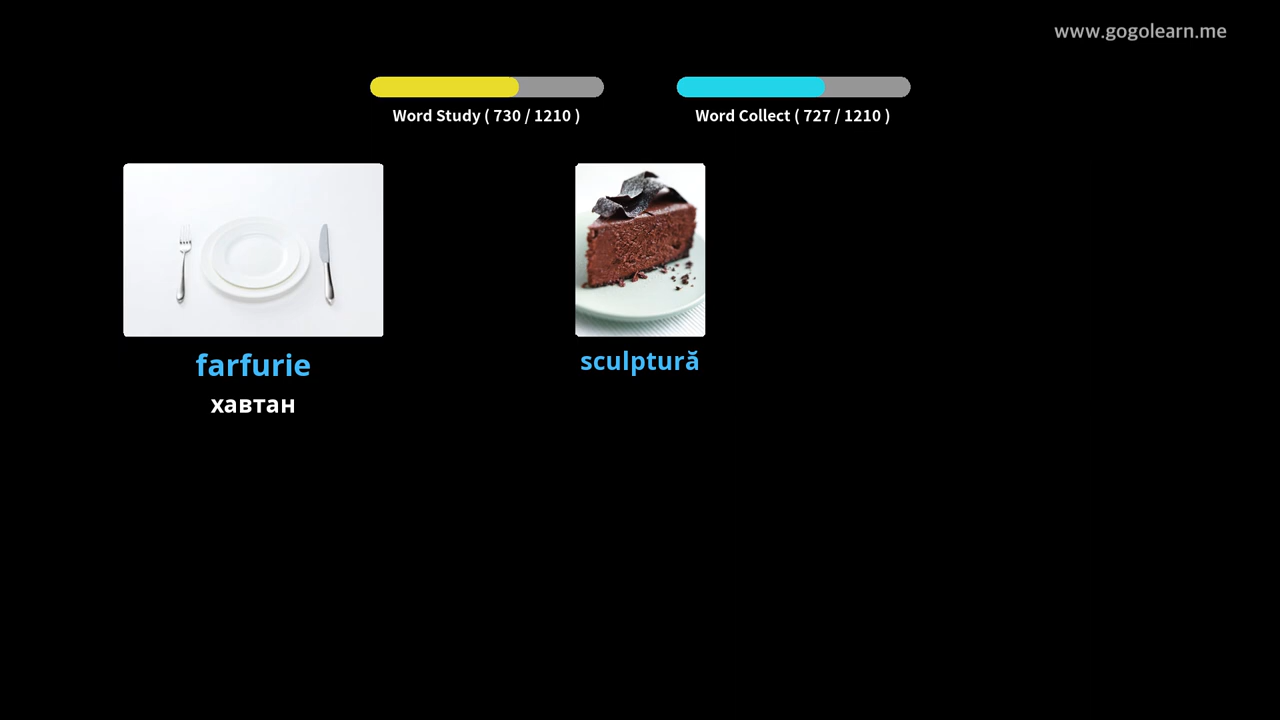 www.gogolearn.me
Word Study ( 730 / 1210 )
Word Collect ( 727 / 1210 )
farfurie
хавтан
sculptură